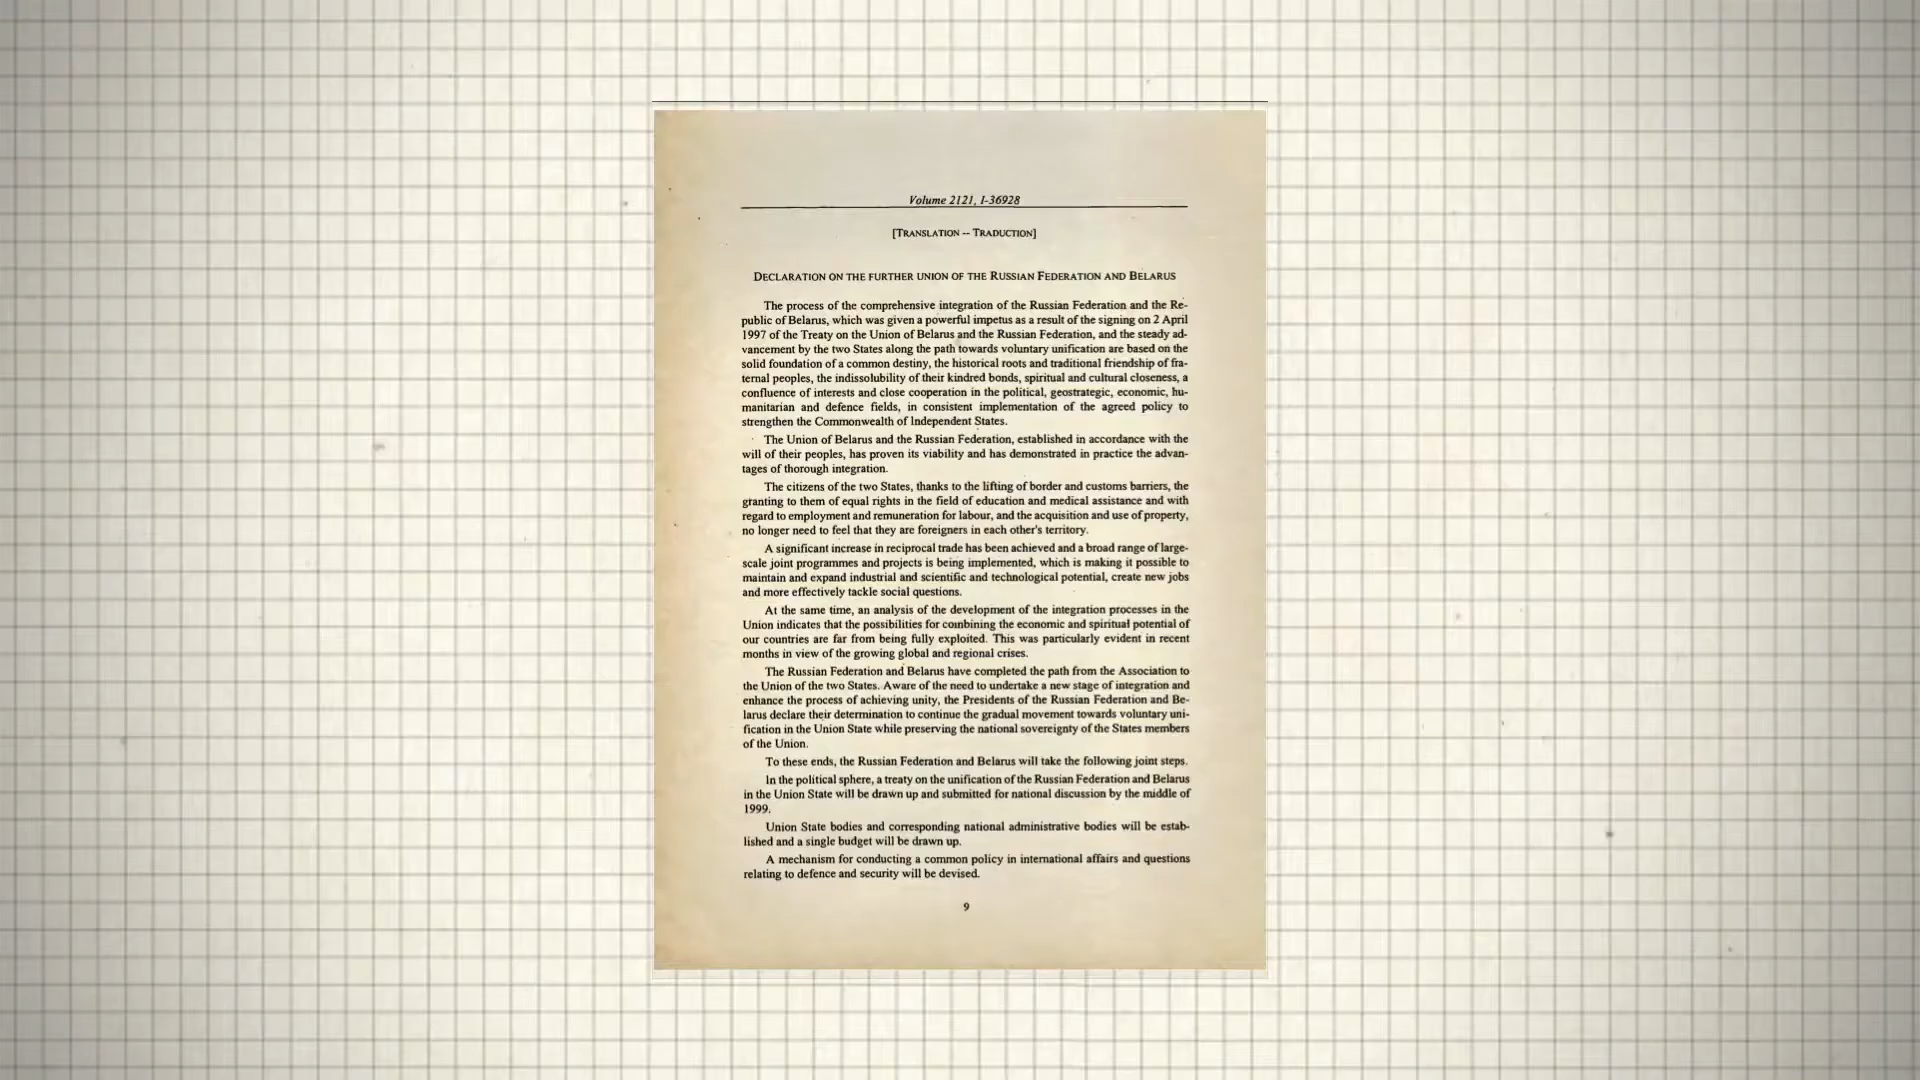 Volume 2121, I-36928
[TRANSLATION -- TRADUCTION]
DECLARATION ON THE FURTHER UNION OF THE RUSSIAN FEDERATION AND BELARUS
The process of the comprehensive integration of the Russian Federation and the Re-
public of Belarus, which was given a powerful impetus as a result of the signing on 2 April
1997 of the Treaty on the Union of Belarus and the Russian Federation, and the steady ad-
vancement by the two States along the path towards voluntary unification are based on the
solid foundation of a common destiny, the historical roots and traditional friendship of fra-
ternal peoples, the indissolubility of their kindred bonds, spiritual and cultural closeness, a
confluence of interests and close cooperation in the political, geostrategic, economic, hu-
manitarian and defence fields, in consistent implementation of the agreed policy to
strengthen the Commonwealth of Independent States.
The Union of Belarus and the Russian Federation, established in accordance with the
will of their peoples, has proven its viability and has demonstrated in practice the advan-
tages of thorough integration.
The citizens of the two States, thanks to the lifting of border and customs barriers, the
granting to them of equal rights in the field of education and medical assistance and with
regard to employment and remuneration for labour, and the acquisition and use of property,
no longer need to feel that they are foreigners in each other's territory.
A significant increase in reciprocal trade has been achieved and a broad range of large-
scale joint programmes and projects is being implemented, which is making it possible to
maintain and expand industrial and scientific and technological potential, create new jobs
and more effectively tackle social questions.
At the same time, an analysis of the development of the integration processes in the
Union indicates that the possibilities for combining the economic and spiritual potential of
our countries are far from being fully exploited. This was particularly evident in recent
months in view of the growing global and regional crises.
The Russian Federation and Belarus have completed the path from the Association to
the Union of the two States. Aware of the need to undertake a new stage of integration and
enhance the process of achieving unity, the Presidents of the Russian Federation and Be-
larus declare their determination to continue the gradual movement towards voluntary uni-
fication in the Union State while preserving the national sovereignty of the States members
of the Union.
To these ends, the Russian Federation and Belarus will take the following joint steps.
In the political sphere, a treaty on the unification of the Russian Federation and Belarus
in the Union State will be drawn up and submitted for national discussion by the middle of
1999.
Union State bodies and corresponding national administrative bodies will be estab-
lished and a single budget will be drawn up.
A mechanism for conducting a common policy in international affairs and questions
relating to defence and security will be devised.
9